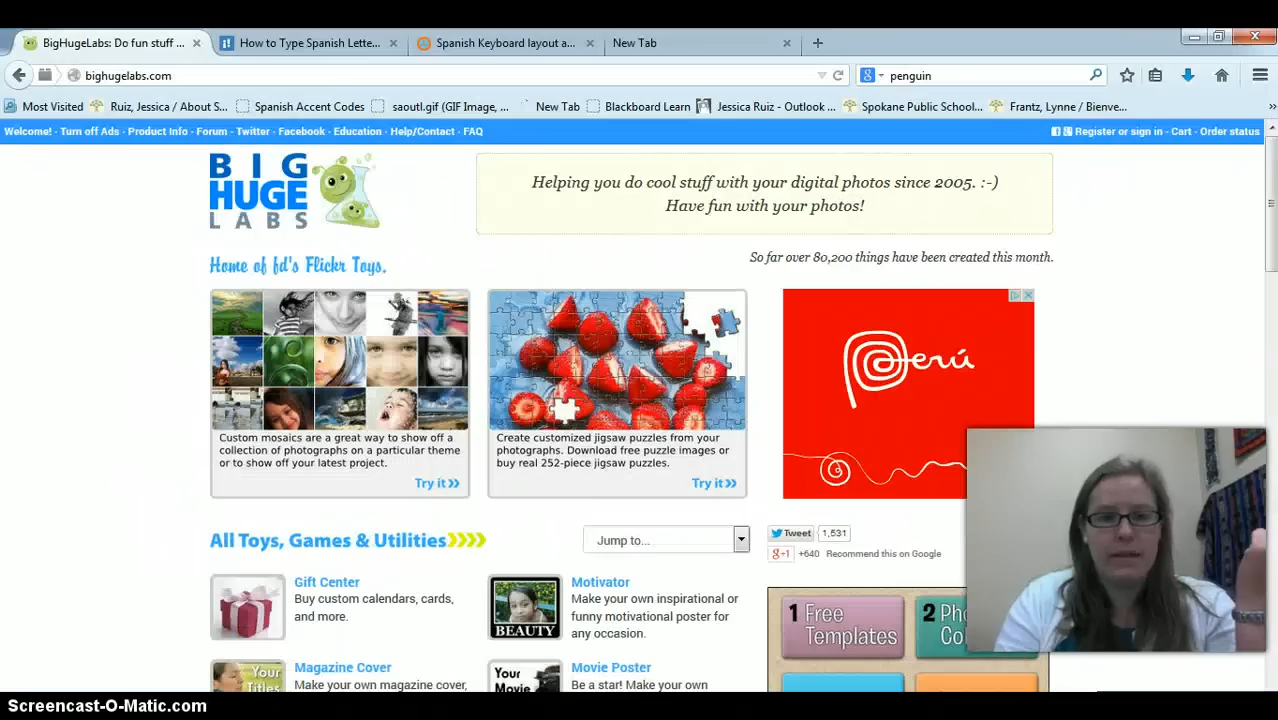 BigHugeLabs: Do fun stuff ...
How to Type Spanish Lette...
Spanish Keyboard layout a...
New Tab
bighugelabs.com
penguin
Most Visited
Ruiz, Jessica / About S...
Spanish Accent Codes
saoutl.gif (GIF Image, ...
New Tab
Blackboard Learn
Jessica Ruiz - Outlook ...
Spokane Public School...
Frantz, Lynne / Bienve...
Welcome! - Turn off Ads - Product Info - Forum - Twitter - Facebook - Education - Help/Contact - FAQ
Register or sign in - Cart - Order status
BIG
HUGE
LABS
Helping you do cool stuff with your digital photos since 2005. :-)
Have fun with your photos!
Home of fd's Flickr Toys.
So far over 80,200 things have been created this month.
Custom mosaics are a great way to show off a
collection of photographs on a particular theme
or to show off your latest project.
Try it
Create customized jigsaw puzzles from your
photographs. Download free puzzle images or
buy real 252-piece jigsaw puzzles.
Try it
Perú
All Toys, Games & Utilities
Jump to...
Tweet 1,531
g+1 +640 Recommend this on Google
Gift Center
Buy custom calendars, cards,
and more.
BEAUTY
Motivator
Make your own inspirational or
funny motivational poster for
any occasion.
1 Free
Templates
2
Your
Titles
Magazine Cover
Make your own magazine cover,
Your
Movie
Movie Poster
Be a star! Make your own
Screencast-O-Matic.com